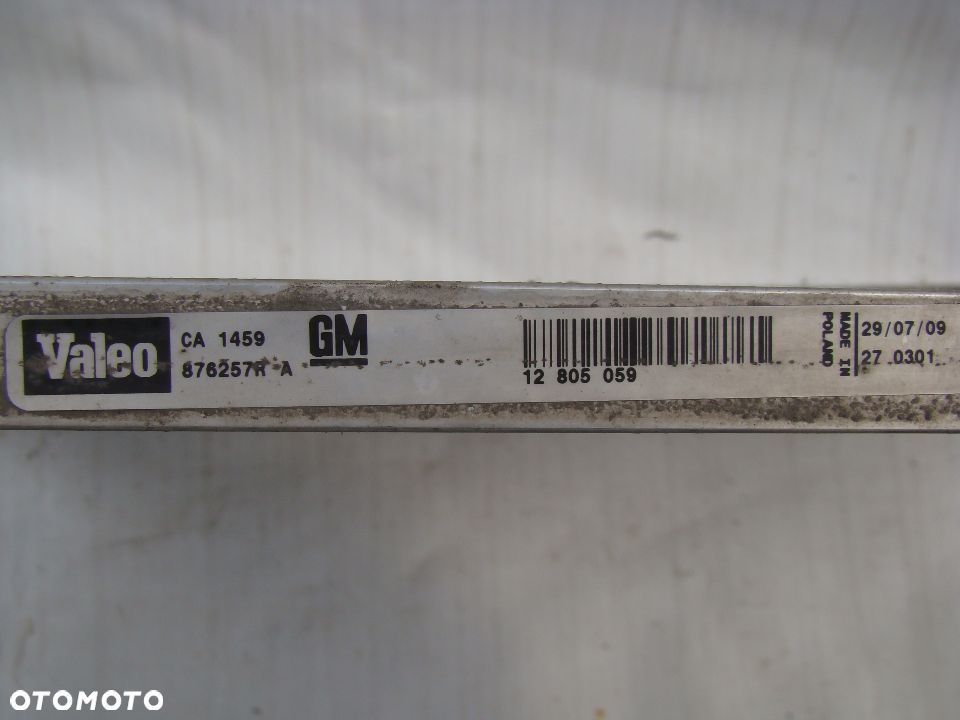 Valeo
CA 1459
876257R A
GM
12 805 059
MADE IN
POLAND
29/07/09
27 0301
OTOMOTO